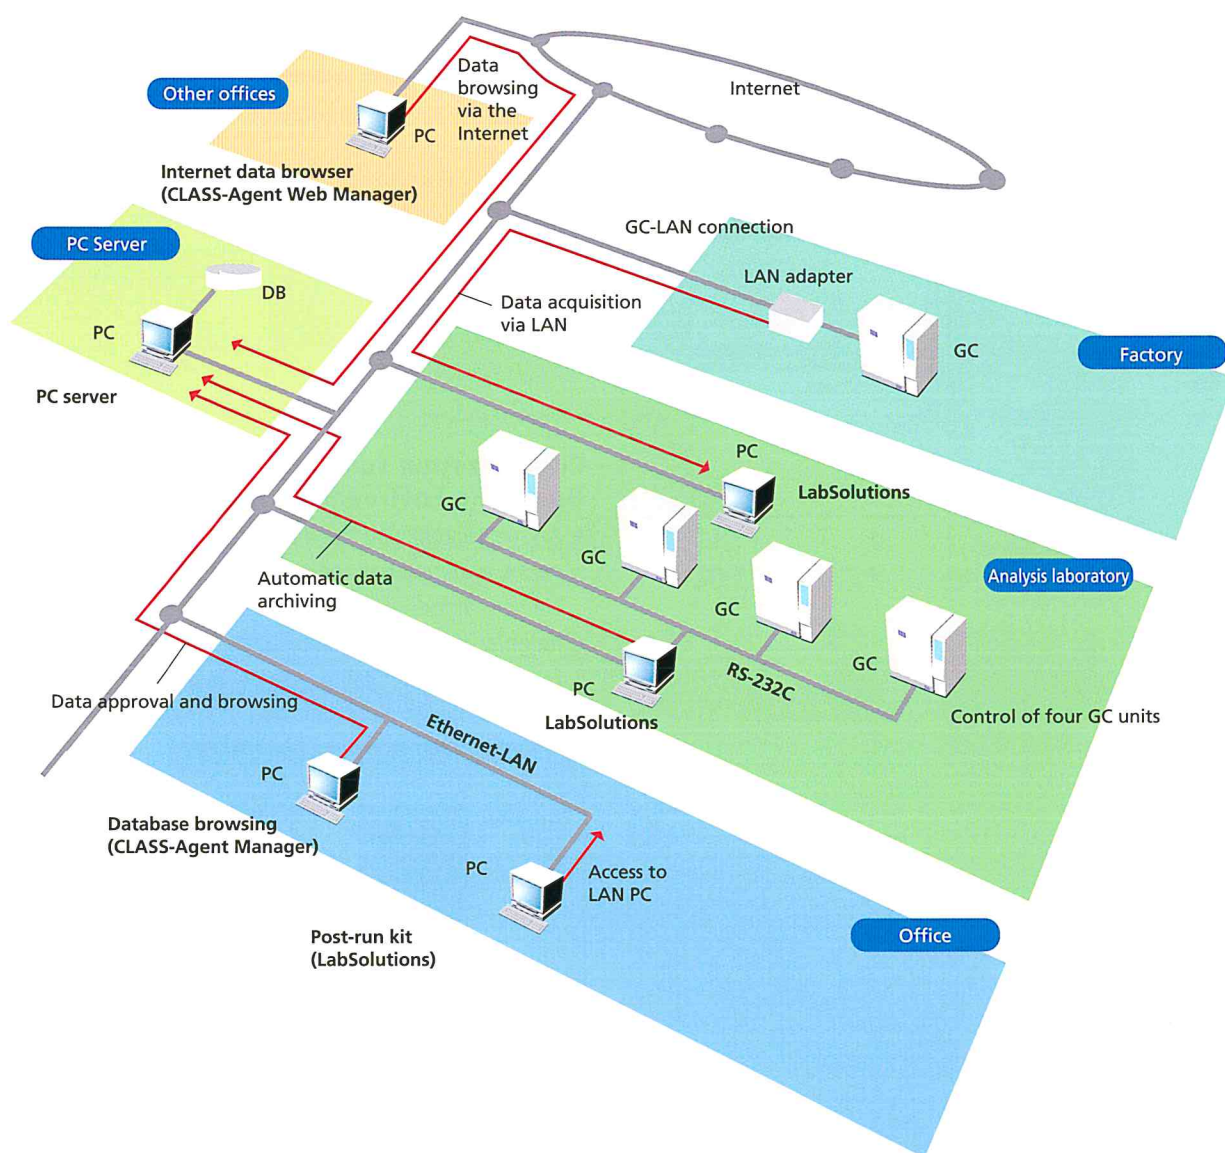 Other offices
Data
browsing
via the
Internet
PC
Internet
Internet data browser
(CLASS-Agent Web Manager)
PC Server
DB
PC
PC server
GC-LAN connection
LAN adapter
GC
Factory
Data acquisition
via LAN
PC
LabSolutions
GC
GC
GC
GC
Analysis laboratory
Automatic data
archiving
RS-232C
PC
LabSolutions
Control of four GC units
Data approval and browsing
Ethernet-LAN
PC
Database browsing
(CLASS-Agent Manager)
PC
Access to
LAN PC
Post-run kit
(LabSolutions)
Office